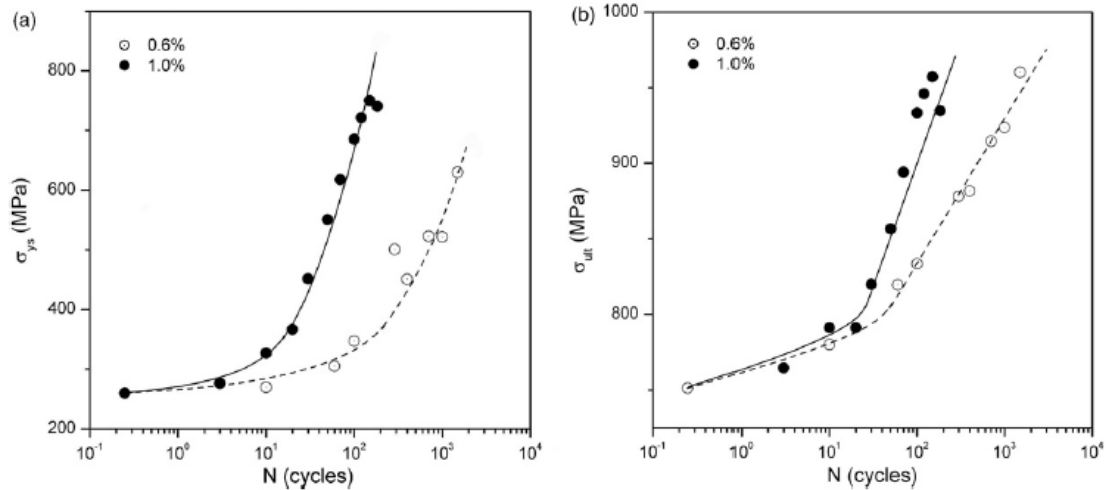 (a)
0.6%
1.0%
800
600
400
200
σys (MPa)
10⁻¹ 10⁰ 10¹ 10² 10³ 10⁴
N (cycles)
(b)
0.6%
1.0%
1000
900
800
σult (MPa)
10⁻¹ 10⁰ 10¹ 10² 10³ 10⁴
N (cycles)